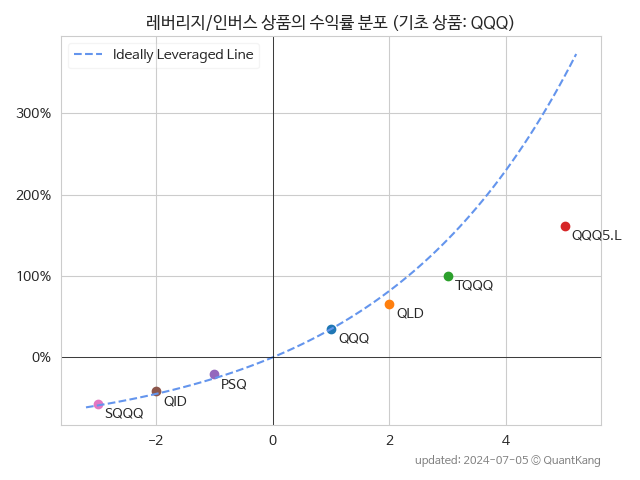 레버리지/인버스 상품의 수익률 분포 (기초 상품: QQQ)
Ideally Leveraged Line
300%
200%
100%
0%
QQQ5.L
TQQQ
QLD
QQQ
PSQ
QID
SQQQ
−2
0
2
4
updated: 2024-07-05 © QuantKang